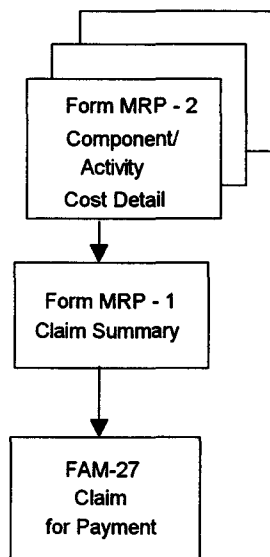 Form MRP - 2
Component/
Activity
Cost Detail
Form MRP - 1
Claim Summary
FAM-27
Claim
for Payment